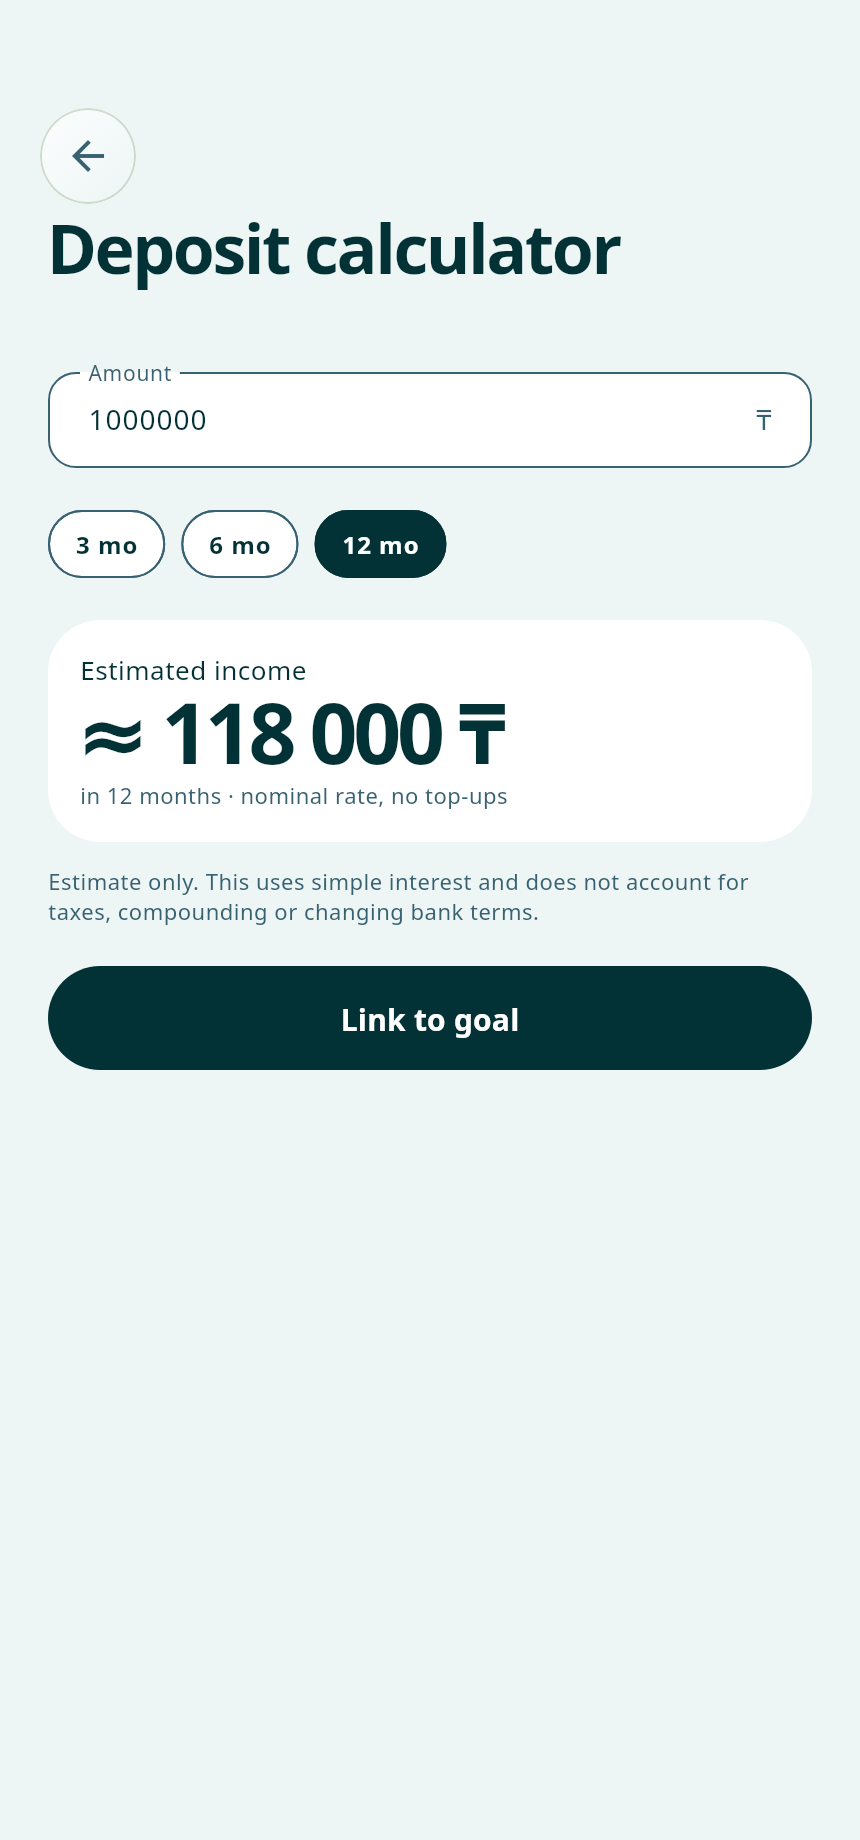 Deposit calculator
Amount
1000000 ₸
3 mo 6 mo 12 mo
Estimated income
≈ 118 000 ₸
in 12 months · nominal rate, no top-ups
Estimate only. This uses simple interest and does not account for
taxes, compounding or changing bank terms.
Link to goal